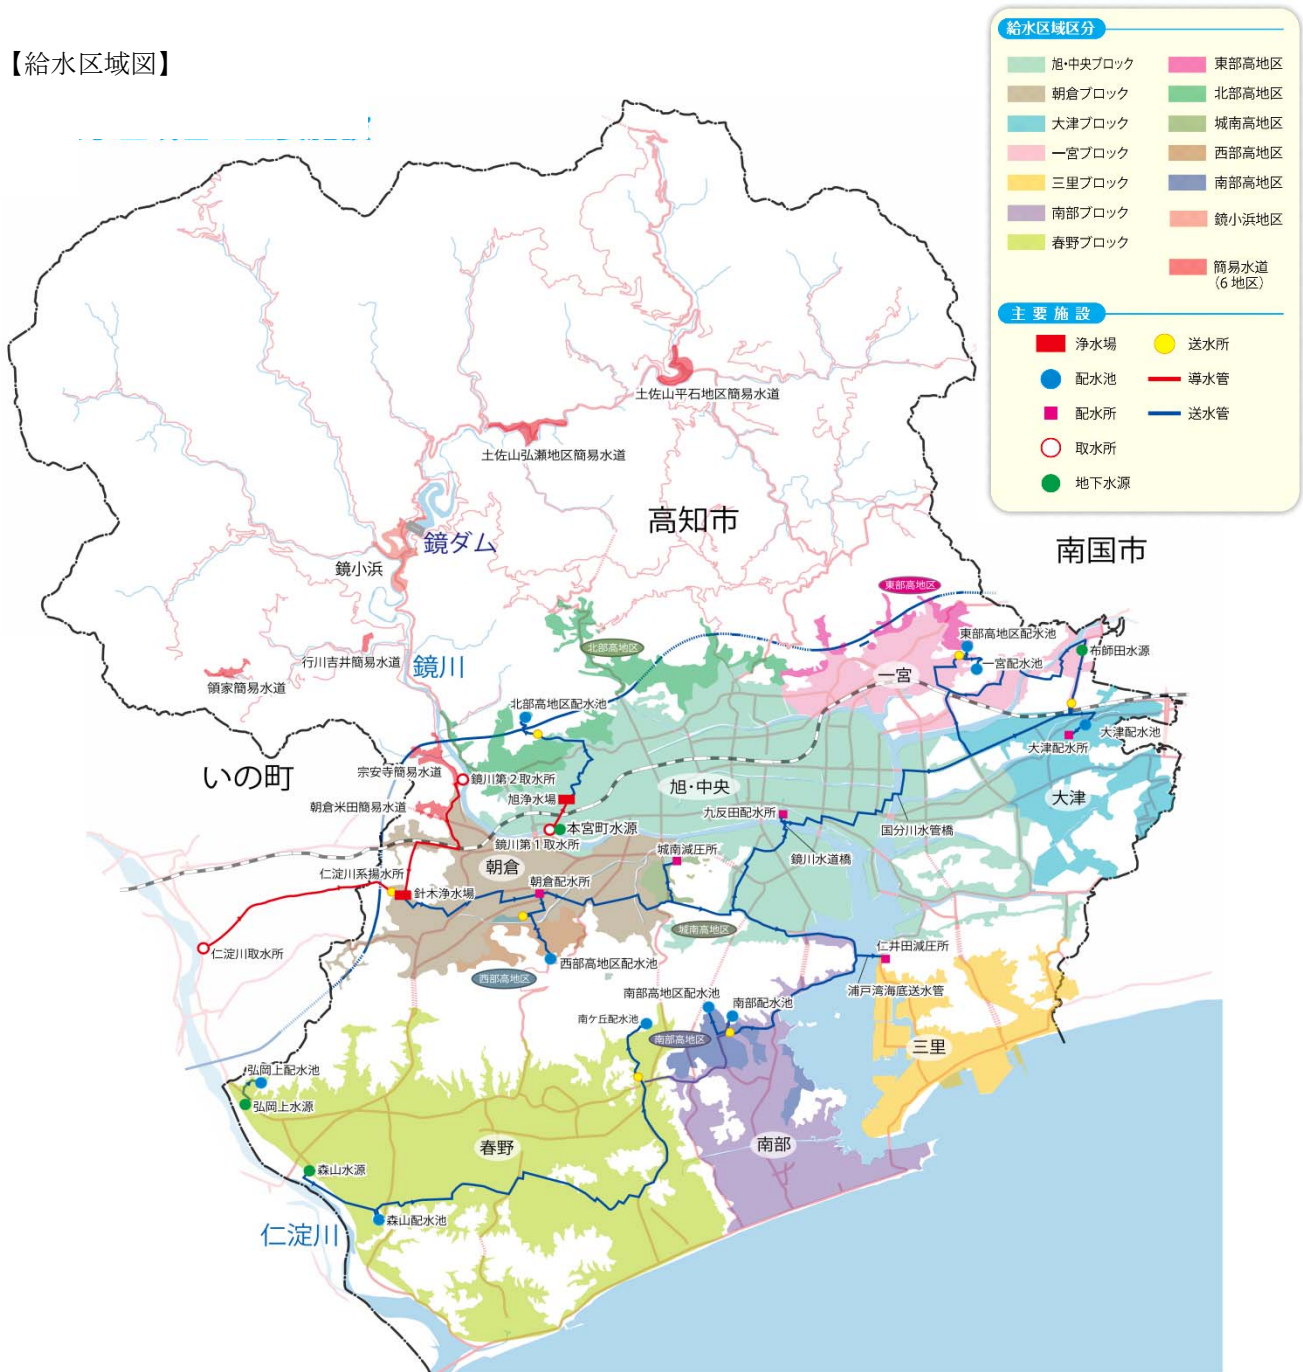 【給水区域図】
給水区域区分
旭・中央ブロック
朝倉ブロック
大津ブロック
一宮ブロック
三里ブロック
南部ブロック
春野ブロック
東部高地区
北部高地区
城南高地区
西部高地区
南部高地区
鏡小浜地区
簡易水道
(6地区)
主要施設
浄水場
配水池
配水所
取水所
地下水源
送水所
導水管
送水管
土佐山平石地区簡易水道
土佐山弘瀬地区簡易水道
高知市
鏡ダム
南国市
鏡小浜
東部高地区
東部高地区配水池
北部高地区
布師田水源
行川吉井簡易水道
鏡川
一宮配水池
一宮
領家簡易水道
北部高地区配水池
大津配水池
大津配水所
宗安寺簡易水道
いの町
鏡川第2取水所
旭・中央
旭浄水場
大津
朝倉米田簡易水道
九反田配水所
本宮町水源
国分川水管橋
鏡川第1取水所
城南減圧所
鏡川水道橋
朝倉
仁淀川系揚水所
朝倉配水所
針木浄水場
城南高地区
仁井田減圧所
仁淀川取水所
西部高地区配水池
西部高地区
浦戸湾海底送水管
南部高地区配水池
南部配水池
南ケ丘配水池
南部高地区
三里
弘岡上配水池
弘岡上水源
春野
南部
森山水源
森山配水池
仁淀川